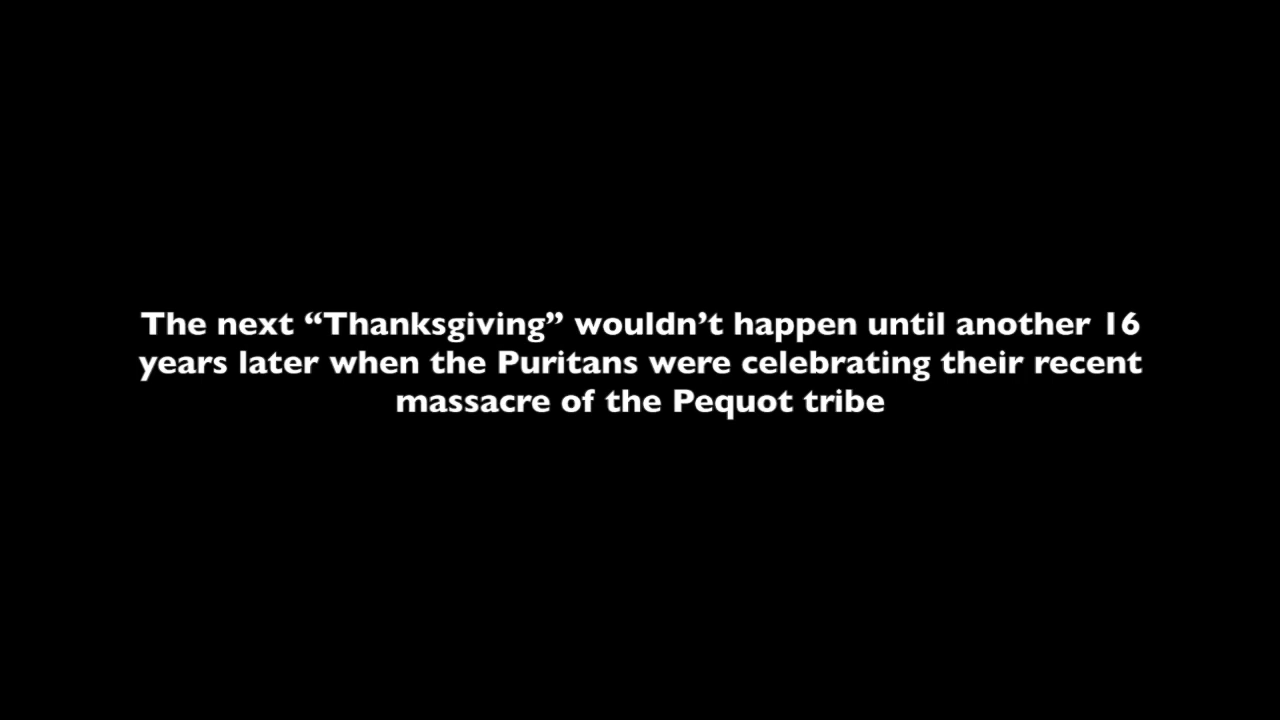 The next “Thanksgiving” wouldn’t happen until another 16
years later when the Puritans were celebrating their recent
massacre of the Pequot tribe